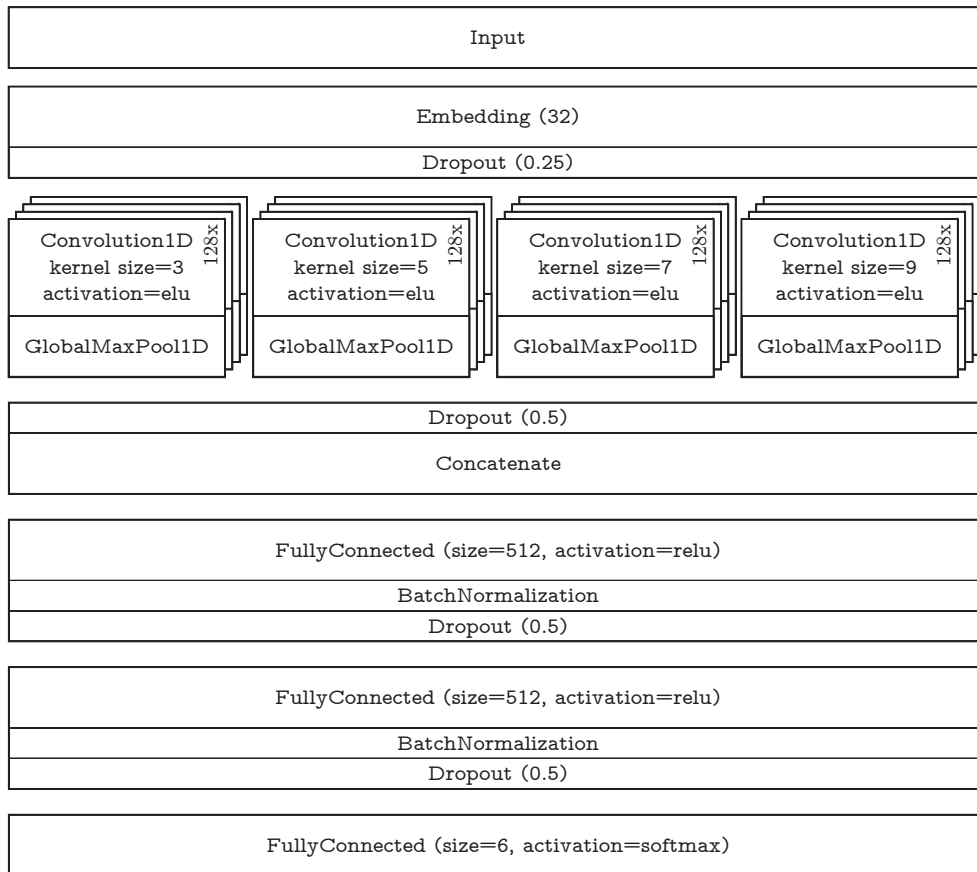 Input
Embedding (32)
Dropout (0.25)
Convolution1D
kernel size=3
activation=elu
128x
GlobalMaxPool1D
Convolution1D
kernel size=5
activation=elu
128x
GlobalMaxPool1D
Convolution1D
kernel size=7
activation=elu
128x
GlobalMaxPool1D
Convolution1D
kernel size=9
activation=elu
128x
GlobalMaxPool1D
Dropout (0.5)
Concatenate
FullyConnected (size=512, activation=relu)
BatchNormalization
Dropout (0.5)
FullyConnected (size=512, activation=relu)
BatchNormalization
Dropout (0.5)
FullyConnected (size=6, activation=softmax)